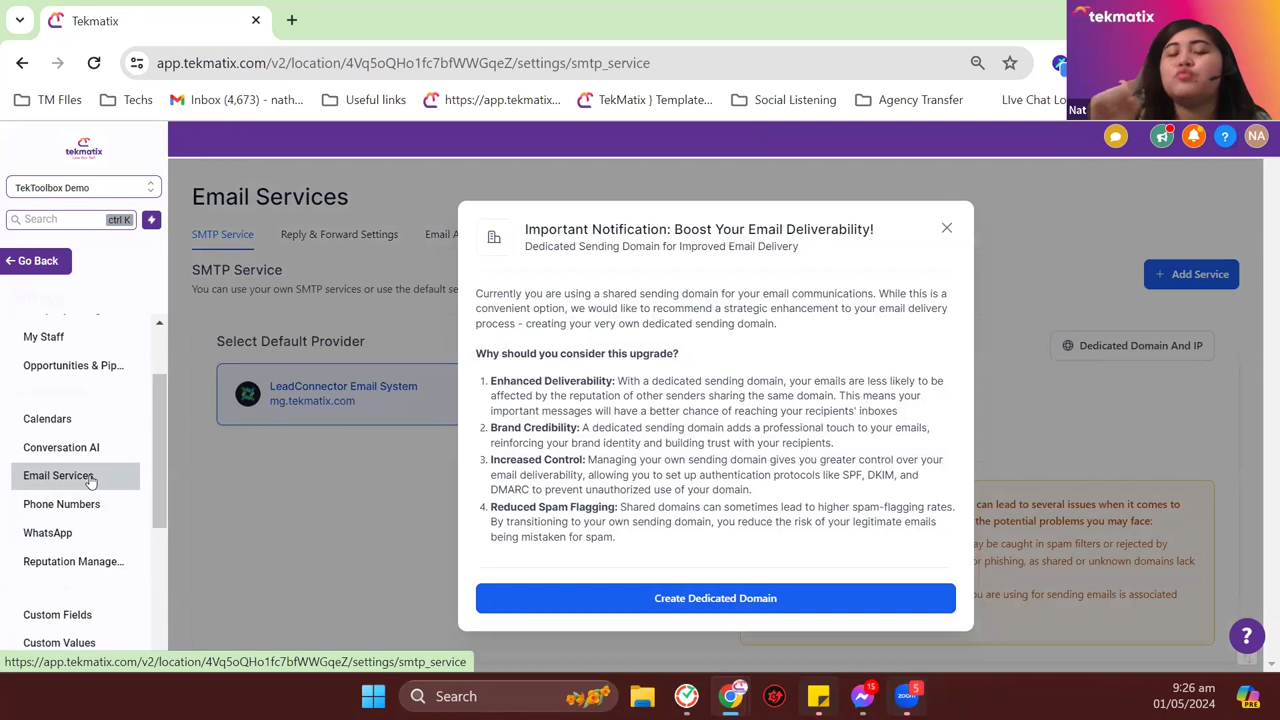 Tekmatix
app.tekmatix.com/v2/location/4Vq5oQHo1fc7bfWWGqeZ/settings/smtp_service
TM FIles
Techs
Inbox (4,673) - nath...
Useful links
https://app.tekmatix...
TekMatix } Template...
Social Listening
Agency Transfer
LIve Chat Lo
tekmatix
Nat
tekmatix
NA
TekToolbox Demo
Search
ctrl K
Go Back
My Staff
Opportunities & Pip...
Calendars
Conversation AI
Email Services
Phone Numbers
WhatsApp
Reputation Manage...
Custom Fields
Custom Values
Email Services
SMTP Service
Reply & Forward Settings
Email A
SMTP Service
You can use your own SMTP services or use the default se
Add Service
Select Default Provider
Dedicated Domain And IP
LeadConnector Email System
mg.tekmatix.com
Important Notification: Boost Your Email Deliverability!
Dedicated Sending Domain for Improved Email Delivery
Currently you are using a shared sending domain for your email communications. While this is a
convenient option, we would like to recommend a strategic enhancement to your email delivery
process - creating your very own dedicated sending domain.
Why should you consider this upgrade?
1. Enhanced Deliverability: With a dedicated sending domain, your emails are less likely to be
affected by the reputation of other senders sharing the same domain. This means your
important messages will have a better chance of reaching your recipients' inboxes
2. Brand Credibility: A dedicated sending domain adds a professional touch to your emails,
reinforcing your brand identity and building trust with your recipients.
3. Increased Control: Managing your own sending domain gives you greater control over your
email deliverability, allowing you to set up authentication protocols like SPF, DKIM, and
DMARC to prevent unauthorized use of your domain.
4. Reduced Spam Flagging: Shared domains can sometimes lead to higher spam-flagging rates.
By transitioning to your own sending domain, you reduce the risk of your legitimate emails
being mistaken for spam.
Create Dedicated Domain
can lead to several issues when it comes to
the potential problems you may face:
ay be caught in spam filters or rejected by
r phishing, as shared or unknown domains lack
ou are using for sending emails is associated
https://app.tekmatix.com/v2/location/4Vq5oQHo1fc7bfWWGqeZ/settings/smtp_service
Search
15
5
9:26 am
01/05/2024
PRE